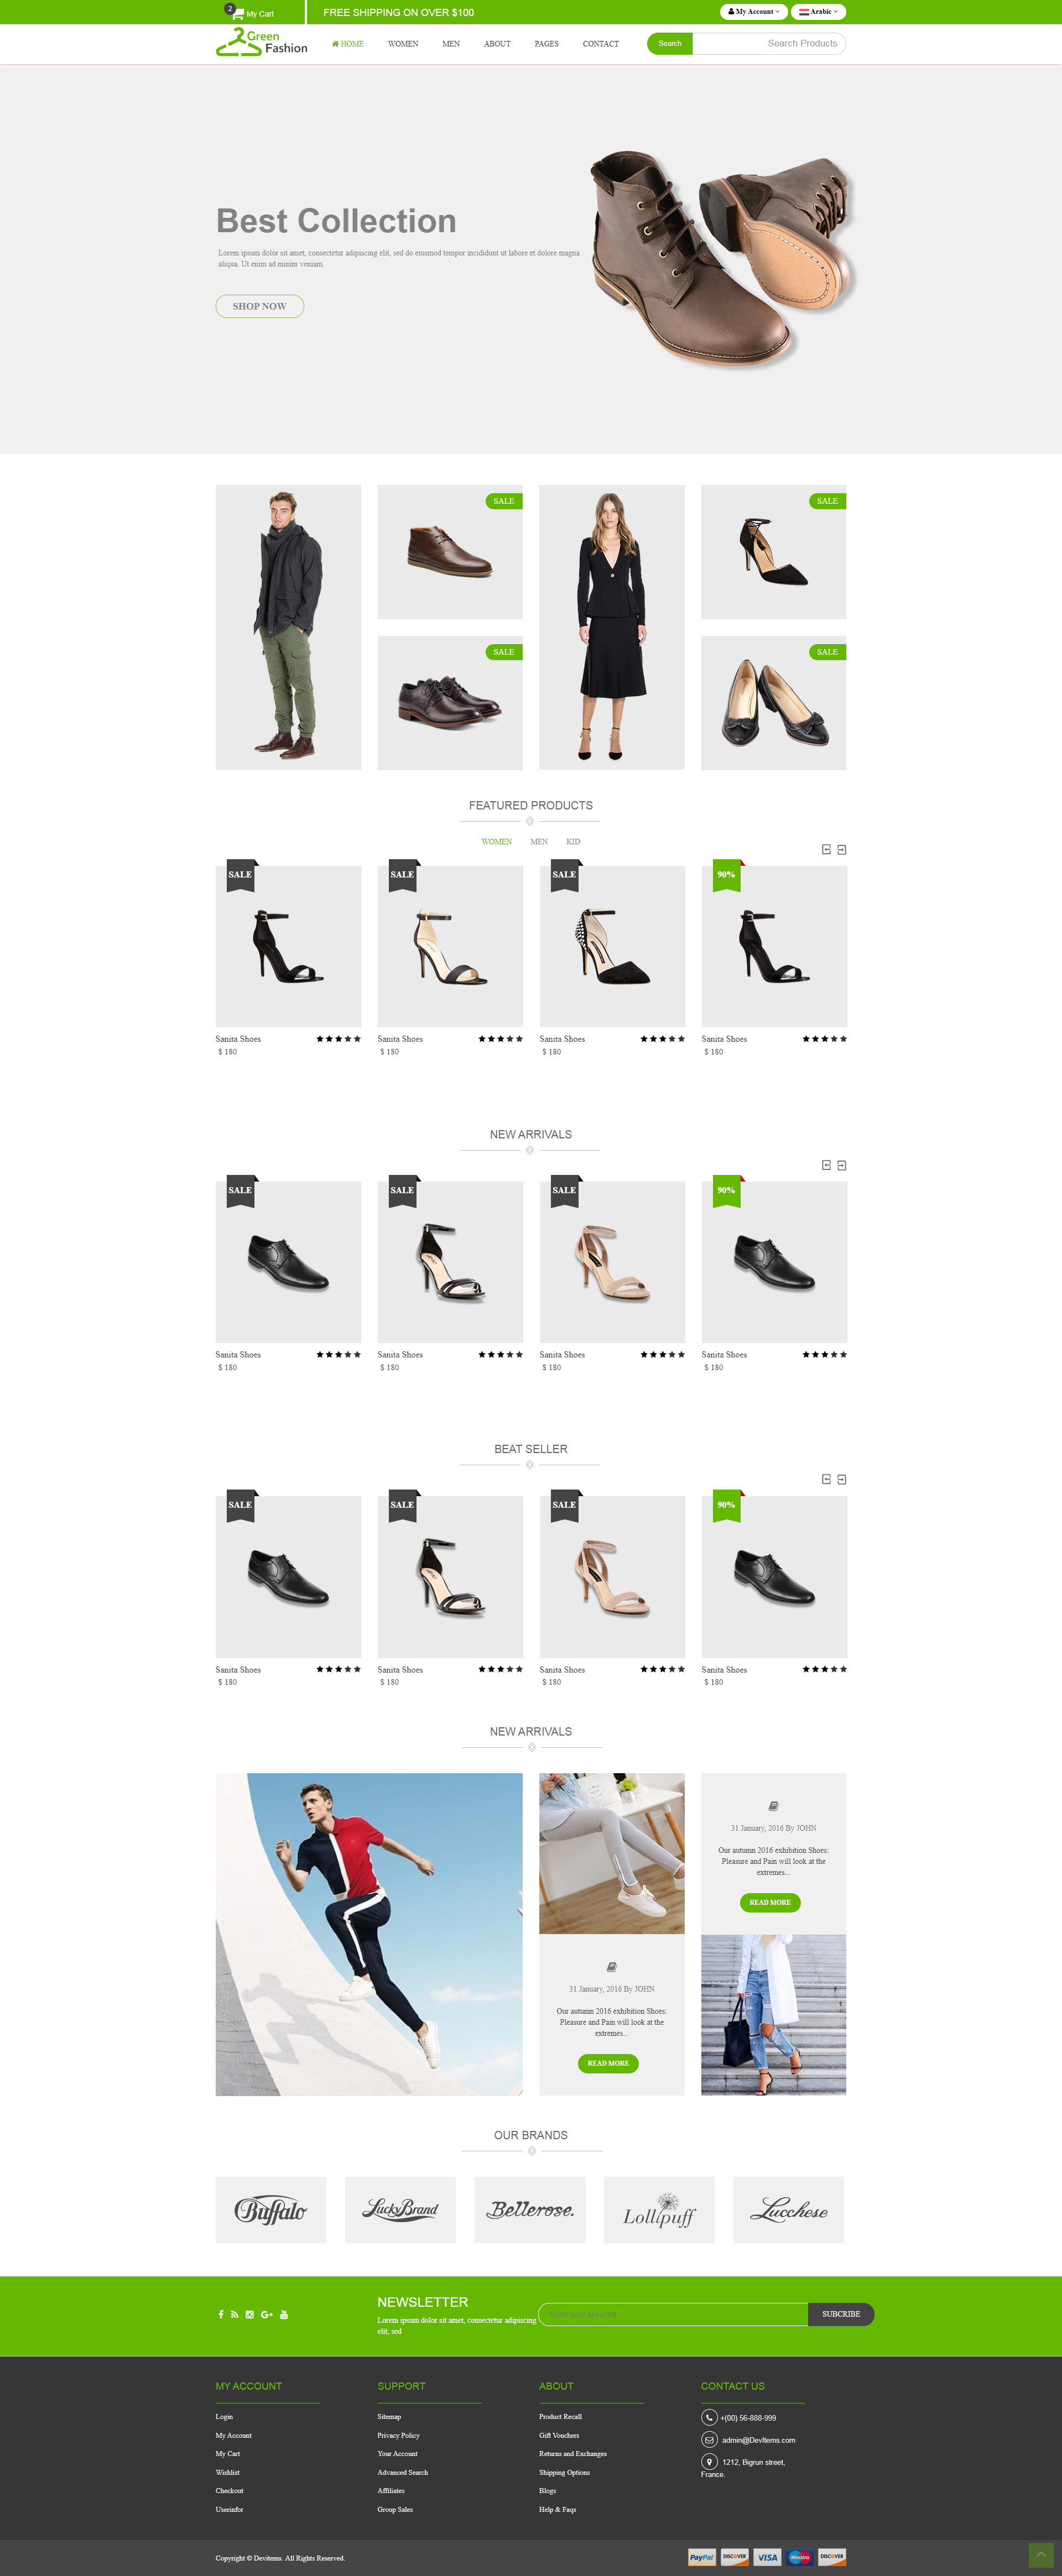 2 My Cart
FREE SHIPPING ON OVER $100
My Account
Arabic
Green
Fashion
HOME
WOMEN
MEN
ABOUT
PAGES
CONTACT
Search
Search Products
Best Collection
Lorem ipsum dolor sit amet, consectetur adipiscing elit, sed do eiusmod tempor incididunt ut labore et dolore magna
aliqua. Ut enim ad minim veniam.
SHOP NOW
SALE
SALE
SALE
SALE
FEATURED PRODUCTS
WOMEN
MEN
KID
SALE
SALE
SALE
90%
Sanita Shoes
$ 180
Sanita Shoes
$ 180
Sanita Shoes
$ 180
Sanita Shoes
$ 180
NEW ARRIVALS
SALE
SALE
SALE
90%
Sanita Shoes
$ 180
Sanita Shoes
$ 180
Sanita Shoes
$ 180
Sanita Shoes
$ 180
BEAT SELLER
SALE
SALE
SALE
90%
Sanita Shoes
$ 180
Sanita Shoes
$ 180
Sanita Shoes
$ 180
Sanita Shoes
$ 180
NEW ARRIVALS
31 January, 2016 By JOHN
Our autumn 2016 exhibition Shoes:
Pleasure and Pain will look at the
extremes...
READ MORE
31 January, 2016 By JOHN
Our autumn 2016 exhibition Shoes:
Pleasure and Pain will look at the
extremes...
READ MORE
OUR BRANDS
Buffalo
Lucky Brand
Bellerose.
Lollipuff
Lucchese
NEWSLETTER
Lorem ipsum dolor sit amet, consectetur adipiscing
elit, sed
Enter your keyword
SUBCRIBE
MY ACCOUNT
Login
My Account
My Cart
Wishlist
Checkout
Userinfor
SUPPORT
Sitemap
Privacy Policy
Your Account
Advanced Search
Affiliates
Group Sales
ABOUT
Product Recall
Gift Vouchers
Returns and Exchanges
Shipping Options
Blogs
Help & Faqs
CONTACT US
+(00) 56-888-999
admin@DevItems.com
1212, Bigrun street,
France.
Copyright © Devitems. All Rights Reserved.
PayPal
DISCOVER
VISA
Maestro
DISCOVER